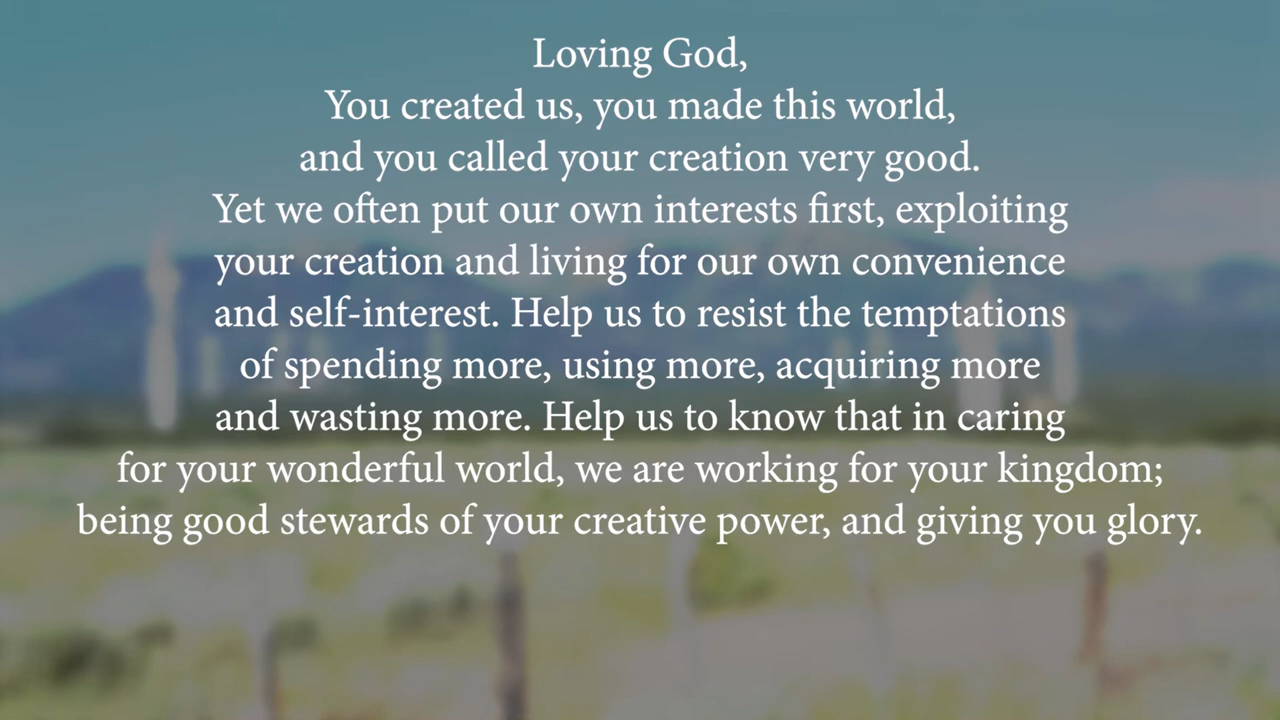 Loving God,
You created us, you made this world,
and you called your creation very good.
Yet we often put our own interests first, exploiting
your creation and living for our own convenience
and self-interest. Help us to resist the temptations
of spending more, using more, acquiring more
and wasting more. Help us to know that in caring
for your wonderful world, we are working for your kingdom;
being good stewards of your creative power, and giving you glory.